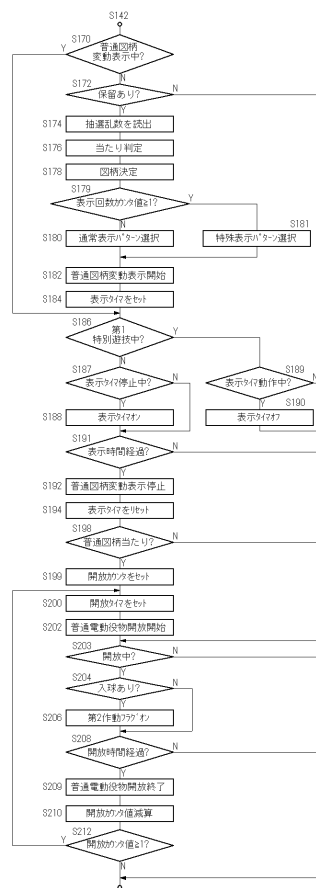 S142
S170
Y
普通図柄
変動表示中?
N
S172
保留あり?
N
Y
S174
抽選乱数を読出
S176
当たり判定
S178
図柄決定
S179
表示回数ｶｳﾝﾀ値≧1?
Y
N
S180
通常表示ﾊﾟﾀｰﾝ選択
S181
特殊表示ﾊﾟﾀｰﾝ選択
S182
普通図柄変動表示開始
S184
表示ﾀｲﾏをｾｯﾄ
S186
第1
特別遊技中?
Y
N
S187
表示ﾀｲﾏ停止中?
N
Y
S189
表示ﾀｲﾏ動作中?
N
Y
S188
表示ﾀｲﾏｵﾝ
S190
表示ﾀｲﾏｵﾌ
S191
表示時間経過?
N
Y
S192
普通図柄変動表示停止
S194
表示ﾀｲﾏをﾘｾｯﾄ
S198
普通図柄当たり?
N
Y
S199
開放ｶｳﾝﾀをｾｯﾄ
S200
開放ﾀｲﾏをｾｯﾄ
S202
普通電動役物開放開始
S203
開放中?
N
Y
S204
入球あり?
N
Y
S206
第2作動ﾌﾗｸﾞｵﾝ
S208
開放時間経過?
N
Y
S209
普通電動役物開放終了
S210
開放ｶｳﾝﾀ値減算
S212
Y
開放ｶｳﾝﾀ値≧1?
N